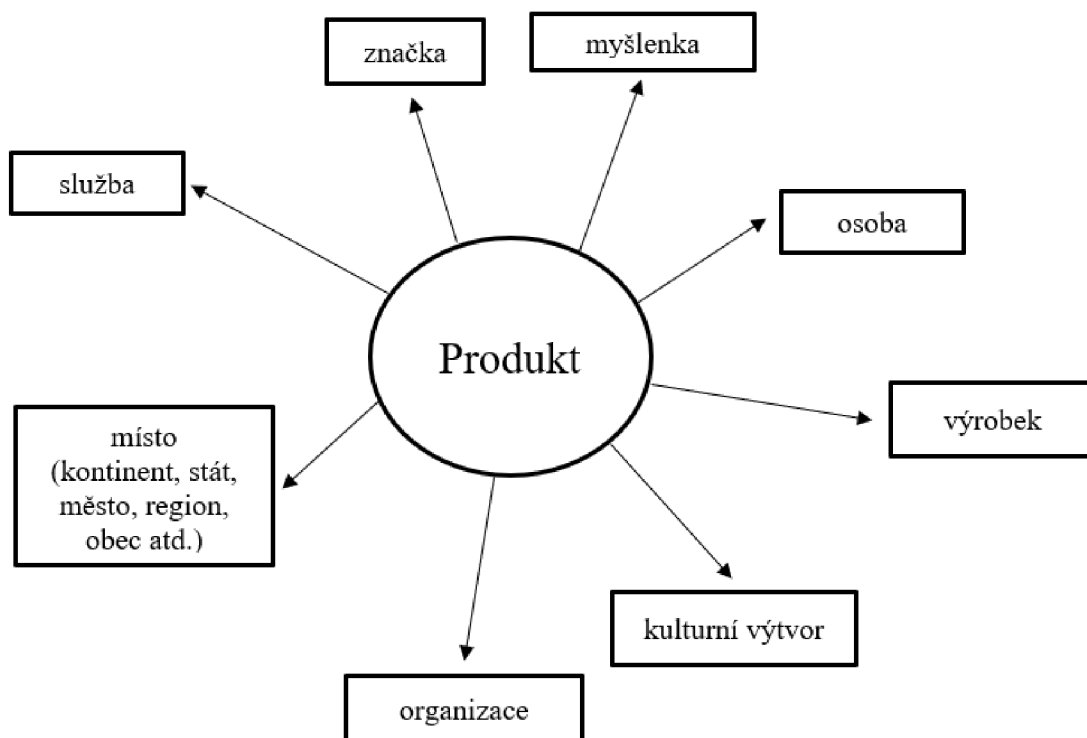 značka
myšlenka
služba
osoba
Produkt
výrobek
místo
(kontinent, stát,
město, region,
obec atd.)
kulturní výtvor
organizace